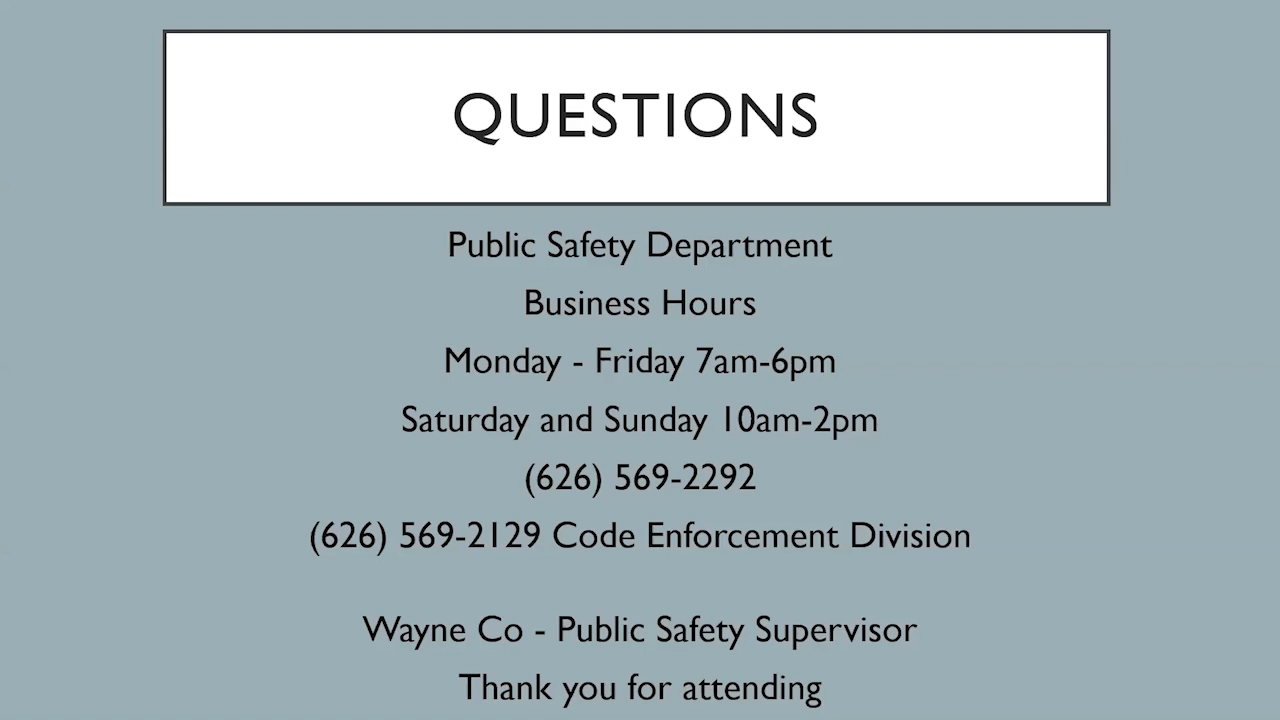 QUESTIONS
Public Safety Department
Business Hours
Monday - Friday 7am-6pm
Saturday and Sunday 10am-2pm
(626) 569-2292
(626) 569-2129 Code Enforcement Division
Wayne Co - Public Safety Supervisor
Thank you for attending